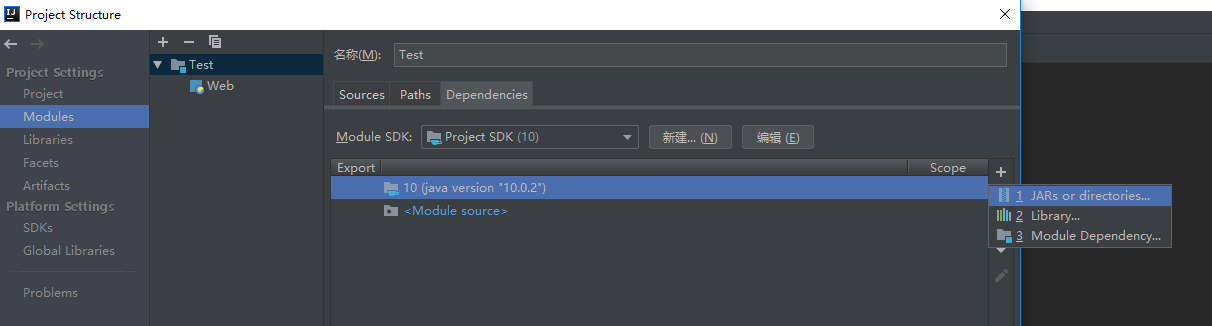 Project Structure
Project Settings
Project
Modules
Libraries
Facets
Artifacts
Platform Settings
SDKs
Global Libraries
Problems
Test
Web
名称(M): Test
Sources Paths Dependencies
Module SDK: Project SDK (10) 新建... (N) 编辑 (E)
Export Scope
10 (java version "10.0.2")
<Module source>
1 JARs or directories...
2 Library...
3 Module Dependency...